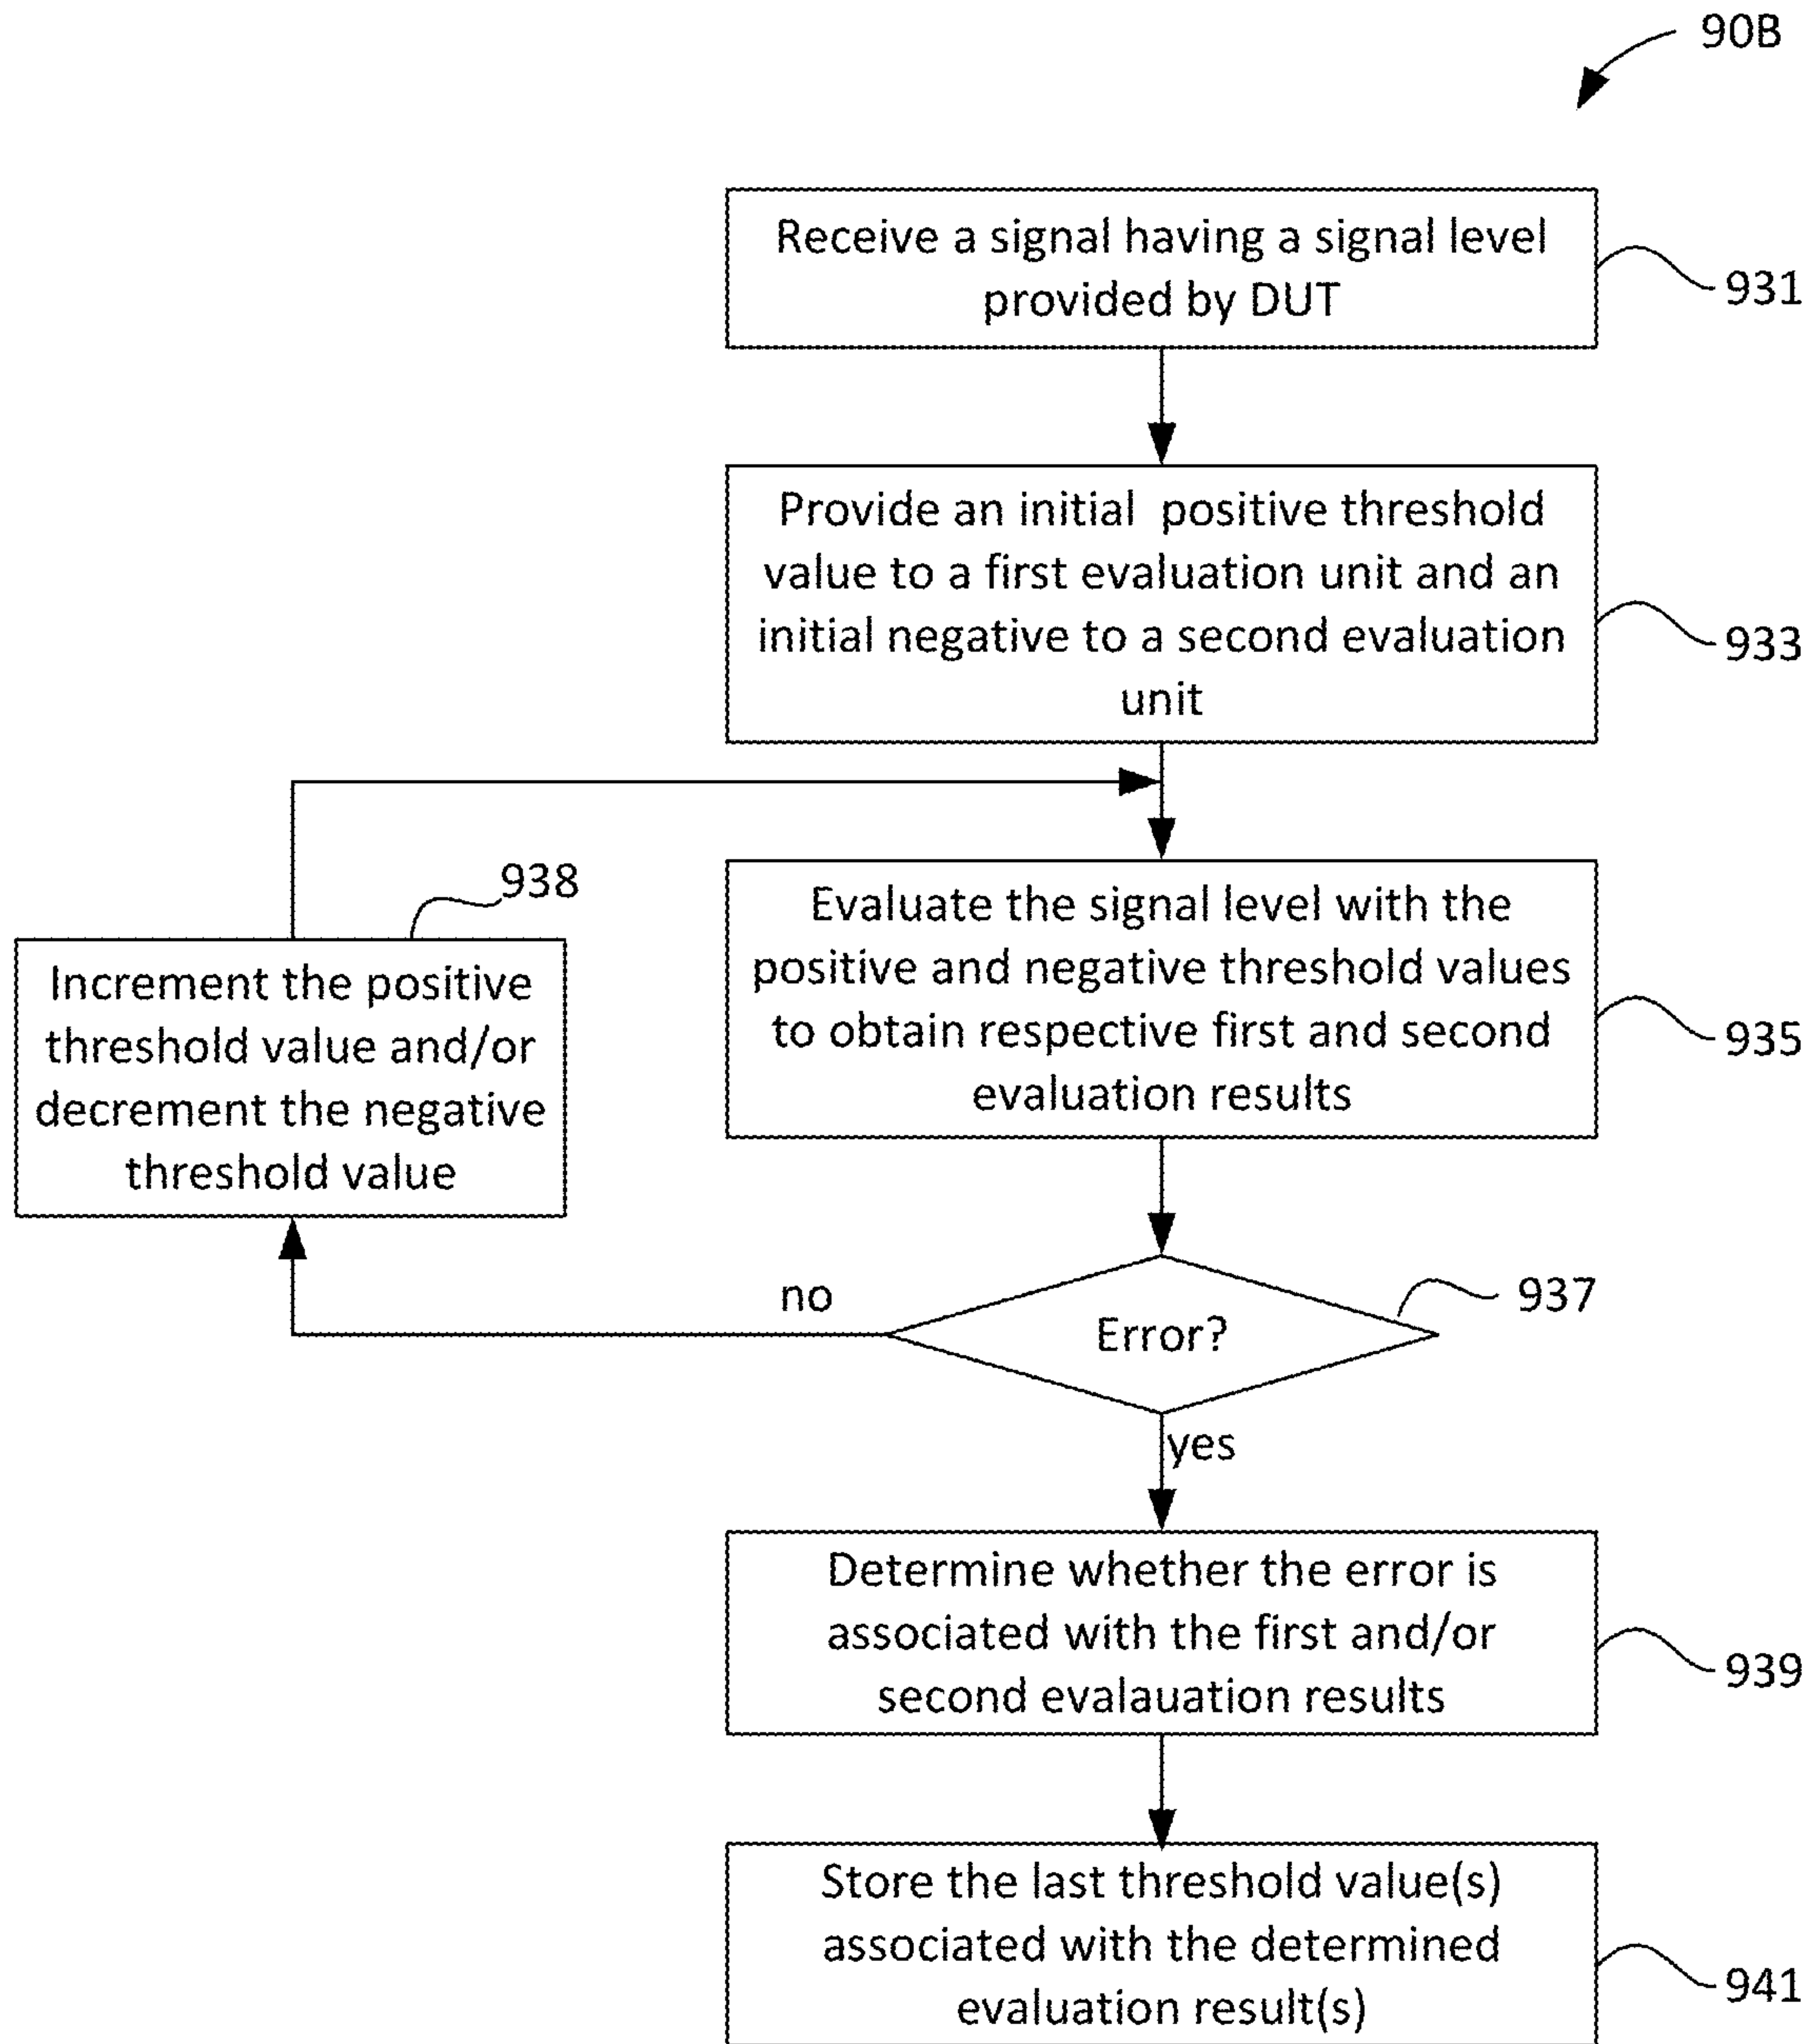 90B
Receive a signal having a signal level
provided by DUT
931
Provide an initial positive threshold
value to a first evaluation unit and an
initial negative to a second evaluation
unit
933
938
Increment the positive
threshold value and/or
decrement the negative
threshold value
Evaluate the signal level with the
positive and negative threshold values
to obtain respective first and second
evaluation results
935
no
Error?
937
yes
Determine whether the error is
associated with the first and/or
second evalauation results
939
Store the last threshold value(s)
associated with the determined
evaluation result(s)
941